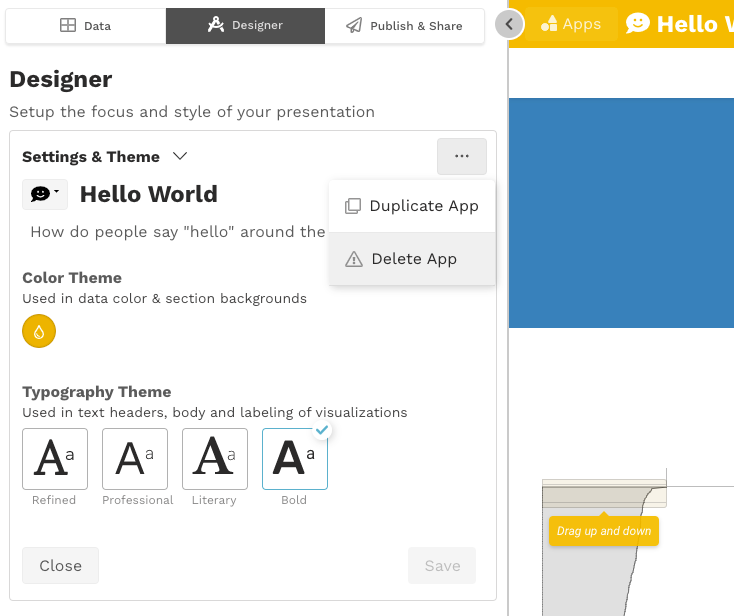 Data
Designer
Publish & Share
Apps
Hello
Designer
Setup the focus and style of your presentation
Settings & Theme
...
Hello World
Duplicate App
How do people say "hello" around the
Delete App
Color Theme
Used in data color & section backgrounds
Typography Theme
Used in text headers, body and labeling of visualizations
Aa Aa Aa Aa
Refined Professional Literary Bold
Drag up and down
Close
Save